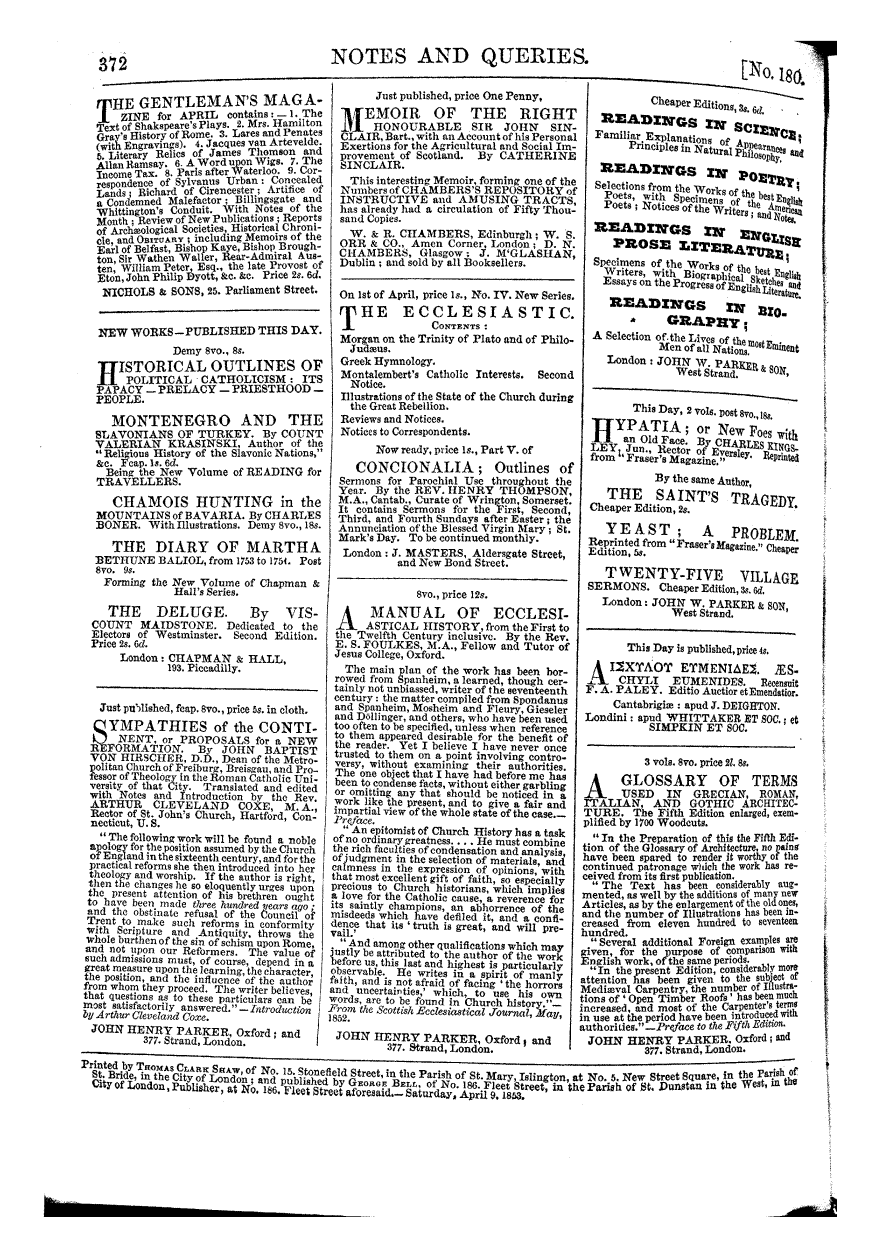 372
NOTES AND QUERIES.
[No. 180.
THE GENTLEMAN'S MAGA-
ZINE for APRIL contains:—1. The
Text of Shakspeare's Plays. 2. Mrs. Hamilton
Gray's History of Rome. 3. Lares and Penates
(with Engravings). 4. Jacques van Artevelde.
5. Literary Relics of James Thomson and
Allan Ramsay. 6. A Word upon Wigs. 7. The
Income Tax. 8. Paris after Waterloo. 9. Cor-
respondence of Sylvanus Urban: Concealed
Lands; Richard of Cirencester; Artifice of
a Condemned Malefactor; Billingsgate and
Whittington's Conduit. With Notes of the
Month; Review of New Publications; Reports
of Archæological Societies, Historical Chroni-
cle, and OBITUARY; including Memoirs of the
Earl of Belfast, Bishop Kaye, Bishop Brough-
ton, Sir Wathen Waller, Rear-Admiral Aus-
ten, William Peter, Esq., the late Provost of
Eton, John Philip Dyott, &c. &c. Price 2s. 6d.
NICHOLS & SONS, 25. Parliament Street.
NEW WORKS—PUBLISHED THIS DAY.
Demy 8vo., 8s.
HISTORICAL OUTLINES OF
POLITICAL CATHOLICISM: ITS
PAPACY—PRELACY—PRIESTHOOD—
PEOPLE.
MONTENEGRO AND THE
SLAVONIANS OF TURKEY. By COUNT
VALERIAN KRASINSKI, Author of the
"Religious History of the Slavonic Nations,"
&c. Fcap. 1s. 6d.
Being the New Volume of READING for
TRAVELLERS.
CHAMOIS HUNTING in the
MOUNTAINS of BAVARIA. By CHARLES
BONER. With Illustrations. Demy 8vo., 18s.
THE DIARY OF MARTHA
BETHUNE BALIOL, from 1753 to 1754. Post
8vo. 9s.
Forming the New Volume of Chapman &
Hall's Series.
THE DELUGE. By VIS-
COUNT MAIDSTONE. Dedicated to the
Electors of Westminster. Second Edition.
Price 2s. 6d.
London: CHAPMAN & HALL,
193. Piccadilly.
Just published, fcap. 8vo., price 5s. in cloth.
SYMPATHIES of the CONTI-
NENT, or PROPOSALS for a NEW
REFORMATION. By JOHN BAPTIST
VON HIRSCHER, D.D., Dean of the Metro-
politan Church of Freiburg, Breisgau, and Pro-
fessor of Theology in the Roman Catholic Uni-
versity of that City. Translated and edited
with Notes and Introduction by the Rev.
ARTHUR CLEVELAND COXE, M.A.,
Rector of St. John's Church, Hartford, Con-
necticut, U.S.
"The following work will be found a noble
apology for the position assumed by the Church
of England in the sixteenth century, and for the
practical reforms she then introduced into her
theology and worship. If the author is right,
then the changes he so eloquently urges upon
the present attention of his brethren ought
to have been made three hundred years ago;
and the obstinate refusal of the Council of
Trent to make such reforms in conformity
with Scripture and Antiquity, throws the
whole burthen of the sin of schism upon Rome,
and not upon our Reformers. The value of
such admissions must, of course, depend in a
great measure upon the learning, the character,
the position, and the influence of the author
from whom they proceed. The writer believes,
that questions as to these particulars can be
most satisfactorily answered."—Introduction
by Arthur Cleveland Coxe.
JOHN HENRY PARKER, Oxford; and
377. Strand, London.
Just published, price One Penny,
MEMOIR OF THE RIGHT
HONOURABLE SIR JOHN SIN-
CLAIR, Bart., with an Account of his Personal
Exertions for the Agricultural and Social Im-
provement of Scotland. By CATHERINE
SINCLAIR.
This interesting Memoir, forming one of the
Numbers of CHAMBERS'S REPOSITORY of
INSTRUCTIVE and AMUSING TRACTS,
has already had a circulation of Fifty Thou-
sand Copies.
W. & R. CHAMBERS, Edinburgh; W. S.
ORR & CO., Amen Corner, London; D. N.
CHAMBERS, Glasgow; J. M'GLASHAN,
Dublin; and sold by all Booksellers.
On 1st of April, price 1s., No. IV. New Series.
THE ECCLESIASTIC.
CONTENTS:
Morgan on the Trinity of Plato and of Philo-
Judæus.
Greek Hymnology.
Montalembert's Catholic Interests. Second
Notice.
Illustrations of the State of the Church during
the Great Rebellion.
Reviews and Notices.
Notices to Correspondents.
Now ready, price 1s., Part V. of
CONCIONALIA; Outlines of
Sermons for Parochial Use throughout the
Year. By the REV. HENRY THOMPSON,
M.A., Cantab., Curate of Wrington, Somerset.
It contains Sermons for the First, Second,
Third, and Fourth Sundays after Easter; the
Annunciation of the Blessed Virgin Mary; St.
Mark's Day. To be continued monthly.
London: J. MASTERS, Aldersgate Street,
and New Bond Street.
8vo., price 12s.
A MANUAL OF ECCLESI-
ASTICAL HISTORY, from the First to
the Twelfth Century inclusive. By the Rev.
E. S. FOULKES, M.A., Fellow and Tutor of
Jesus College, Oxford.
The main plan of the work has been bor-
rowed from Spanheim, a learned, though cer-
tainly not unbiassed, writer of the seventeenth
century: the matter compiled from Spondanus
and Spanheim, Mosheim and Fleury, Gieseler
and Döllinger, and others, who have been used
too often to be specified, unless when reference
to them appeared desirable for the benefit of
the reader. Yet I believe I have never once
trusted to them on a point involving contro-
versy, without examining their authorities.
The one object that I have had before me has
been to condense facts, without either garbling
or omitting any that should be noticed in a
work like the present, and to give a fair and
impartial view of the whole state of the case.—
Preface.
"An epitomist of Church History has a task
of no ordinary greatness.... He must combine
the rich faculties of condensation and analysis,
of judgment in the selection of materials, and
calmness in the expression of opinions, with
that most excellent gift of faith, so especially
precious to Church historians, which implies
a love for the Catholic cause, a reverence for
its saintly champions, an abhorrence of the
misdeeds which have defiled it, and a confi-
dence that its 'truth is great, and will pre-
vail.'
"And among other qualifications which may
justly be attributed to the author of the work
before us, this last and highest is particularly
observable. He writes in a spirit of manly
faith, and is not afraid of facing 'the horrors
and uncertainties,' which, to use his own
words, are to be found in Church history."—
From the Scottish Ecclesiastical Journal, May,
1852.
JOHN HENRY PARKER, Oxford, and
377. Strand, London.
Cheaper Editions, 3s. 6d.
READINGS IN SCIENCE;
Familiar Explanations of Appearances and
Principles in Natural Philosophy.
READINGS IN POETRY;
Selections from the Works of the best English
Poets, with Specimens of the American
Poets; Notices of the Writers; and Notes.
READINGS IN ENGLISH
PROSE LITERATURE;
Specimens of the Works of the best English
Writers, with Biographical Sketches and
Essays on the Progress of English Literature.
READINGS IN BIO-
GRAPHY;
A Selection of the Lives of the most Eminent
Men of all Nations.
London: JOHN W. PARKER & SON,
West Strand.
This Day, 2 vols. post 8vo., 18s.
HYPATIA; or New Foes with
an Old Face. By CHARLES KINGS-
LEY, Jun., Rector of Eversley. Reprinted
from "Fraser's Magazine."
By the same Author,
THE SAINT'S TRAGEDY.
Cheaper Edition, 2s.
YEAST; A PROBLEM.
Reprinted from "Fraser's Magazine." Cheaper
Edition, 5s.
TWENTY-FIVE VILLAGE
SERMONS. Cheaper Edition, 3s. 6d.
London: JOHN W. PARKER & SON,
West Strand.
This Day is published, price 4s.
ΑΙΣΧΥΛΟΥ ΕΥΜΕΝΙΔΕΣ. ÆS-
CHYLI EUMENIDES. Recensuit
F. A. PALEY. Editio Auctior et Emendatior.
Cantabrigiæ: apud J. DEIGHTON.
Londini: apud WHITTAKER ET SOC.; et
SIMPKIN ET SOC.
3 vols. 8vo. price 2l. 8s.
A GLOSSARY OF TERMS
USED IN GRECIAN, ROMAN,
ITALIAN, AND GOTHIC ARCHITEC-
TURE. The Fifth Edition enlarged, exem-
plified by 1700 Woodcuts.
"In the Preparation of this the Fifth Edi-
tion of the Glossary of Architecture, no pains
have been spared to render it worthy of the
continued patronage which the work has re-
ceived from its first publication.
"The Text has been considerably aug-
mented, as well by the additions of many new
Articles, as by the enlargement of the old ones,
and the number of Illustrations has been in-
creased from eleven hundred to seventeen
hundred.
"Several additional Foreign examples are
given, for the purpose of comparison with
English work, of the same periods.
"In the present Edition, considerably more
attention has been given to the subject of
Mediæval Carpentry, the number of Illustra-
tions of 'Open Timber Roofs' has been much
increased, and most of the Carpenter's terms
in use at the period have been introduced with
authorities."—Preface to the Fifth Edition.
JOHN HENRY PARKER, Oxford; and
377. Strand, London.
Printed by THOMAS CLARK SHAW, of No. 15. Stonefield Street, in the Parish of St. Mary, Islington, at No. 5. New Street Square, in the Parish of
St. Bride, in the City of London; and published by GEORGE BELL, of No. 186. Fleet Street, in the Parish of St. Dunstan in the West, in the
City of London, Publisher, at No. 186. Fleet Street aforesaid.—Saturday, April 9, 1853.